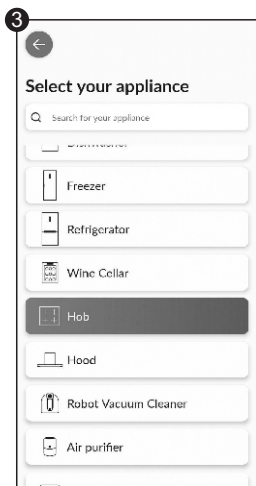 3
Select your appliance
Search for your appliance
Freezer
Refrigerator
Wine Cellar
Hob
Hood
Robot Vacuum Cleaner
Air purifier